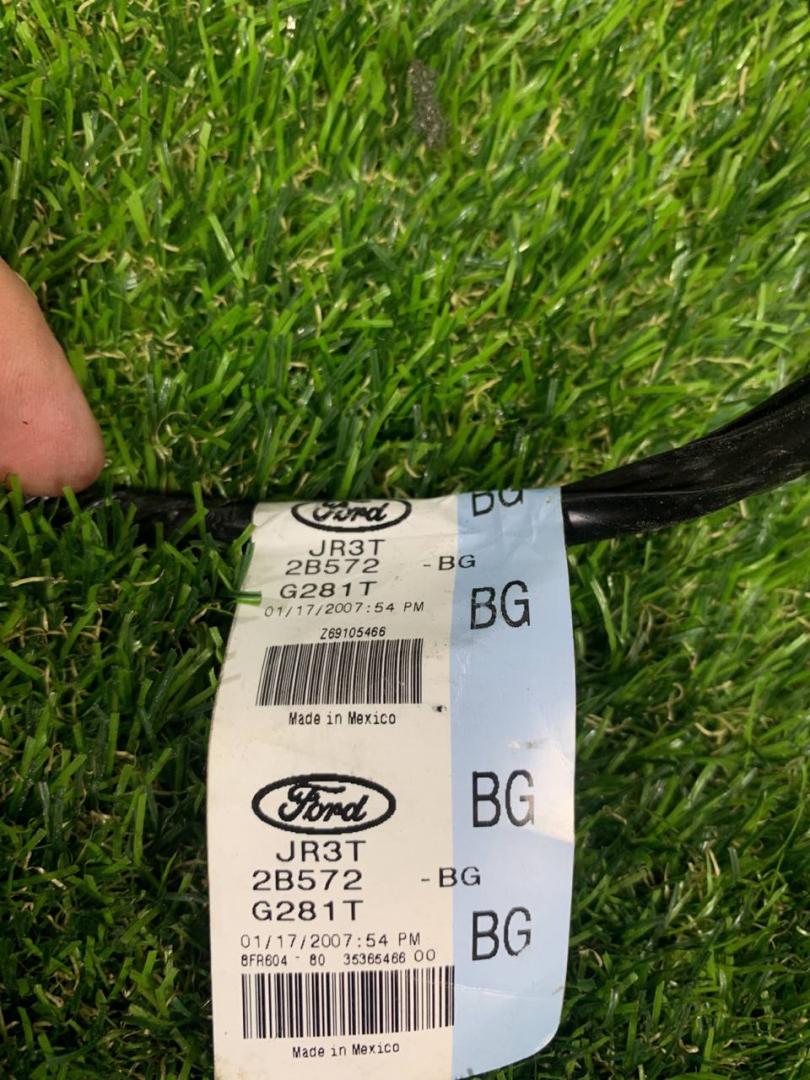 Ford
BG
JR3T
2B572 -BG
G281T
BG
01/17/2007:54 PM
Z69105466
Made in Mexico
Ford
BG
JR3T
2B572 -BG
G281T
BG
01/17/2007:54 PM
8FR604 - 80 35365466 00
Made in Mexico